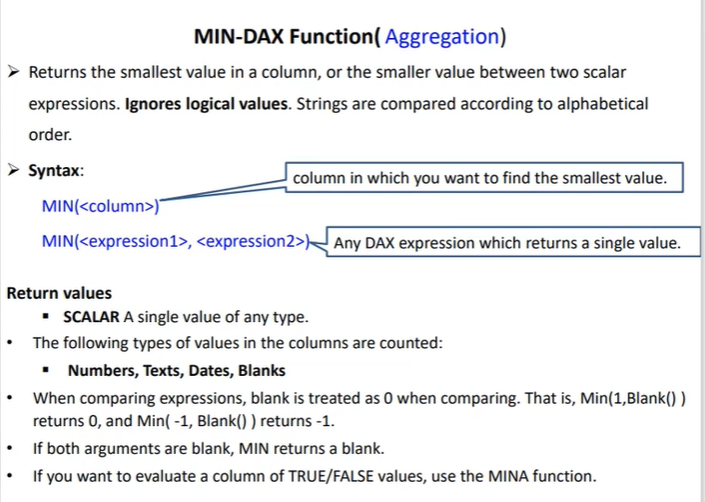 MIN-DAX Function( Aggregation)
➢ Returns the smallest value in a column, or the smaller value between two scalar
expressions. Ignores logical values. Strings are compared according to alphabetical
order.
➢ Syntax:
column in which you want to find the smallest value.
MIN(<column>)
MIN(<expression1>, <expression2>)
Any DAX expression which returns a single value.
Return values
▪ SCALAR A single value of any type.
• The following types of values in the columns are counted:
▪ Numbers, Texts, Dates, Blanks
• When comparing expressions, blank is treated as 0 when comparing. That is, Min(1,Blank() )
returns 0, and Min( -1, Blank() ) returns -1.
• If both arguments are blank, MIN returns a blank.
• If you want to evaluate a column of TRUE/FALSE values, use the MINA function.